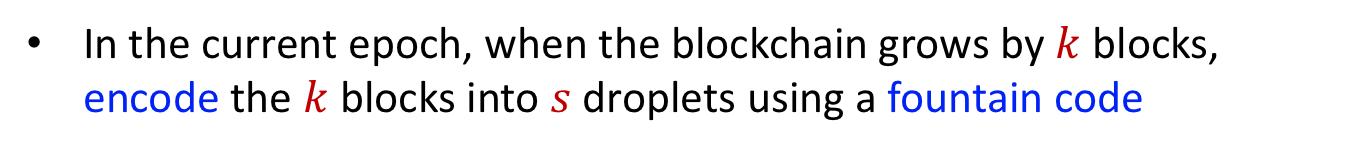 • In the current epoch, when the blockchain grows by k blocks,
encode the k blocks into s droplets using a fountain code